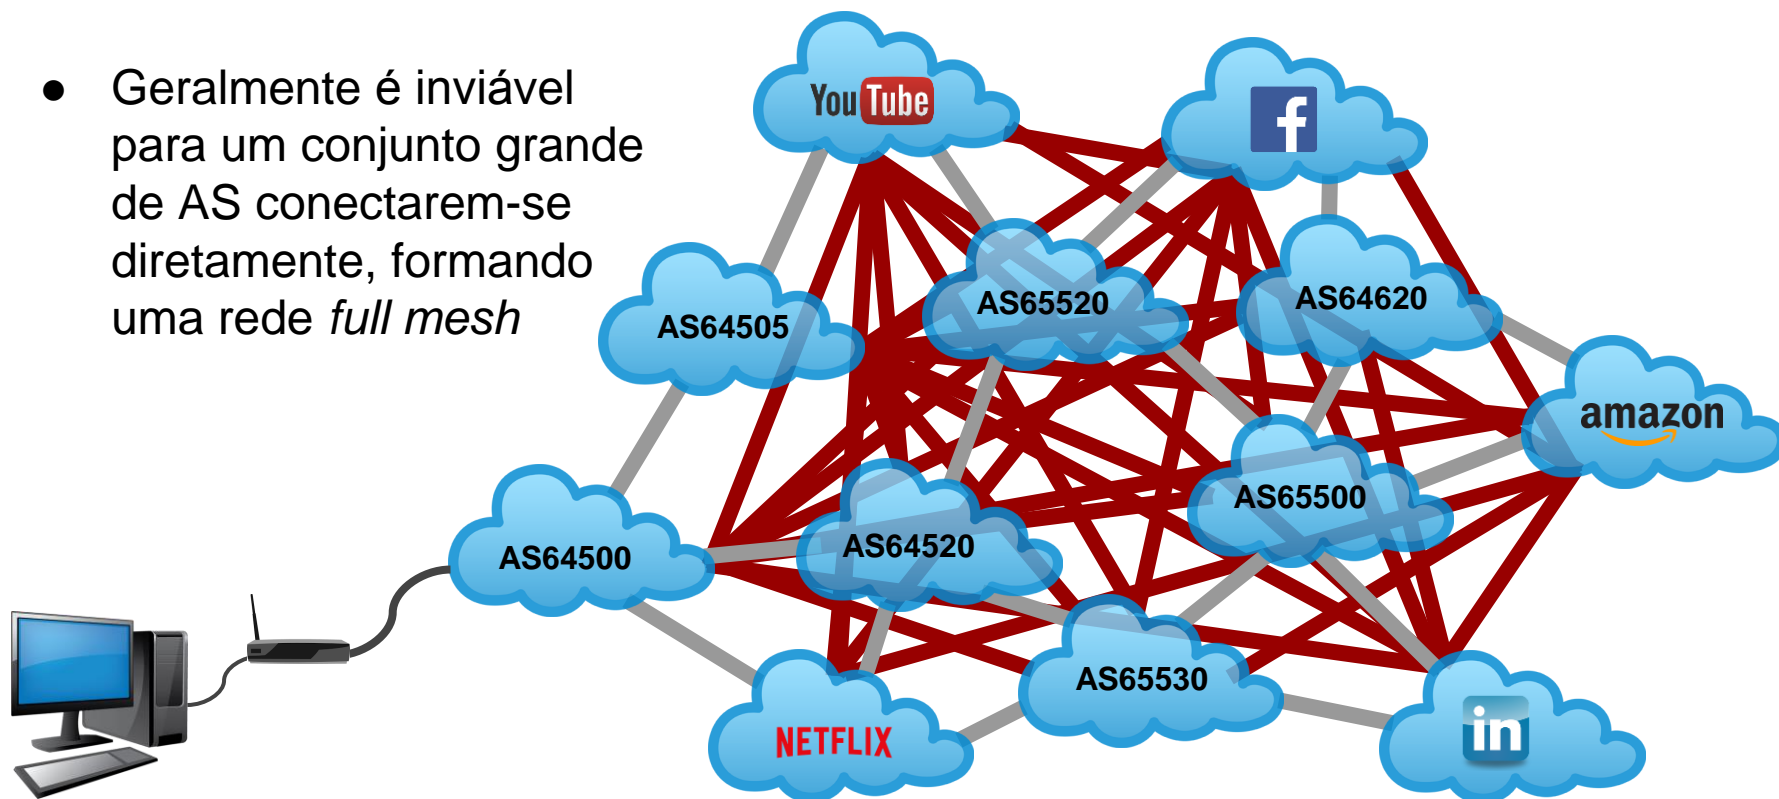 ● Geralmente é inviável
para um conjunto grande
de AS conectarem-se
diretamente, formando
uma rede full mesh
YouTube
f
AS64505
AS65520
AS64620
amazon
AS64500
AS64520
AS65500
NETFLIX
AS65530
in